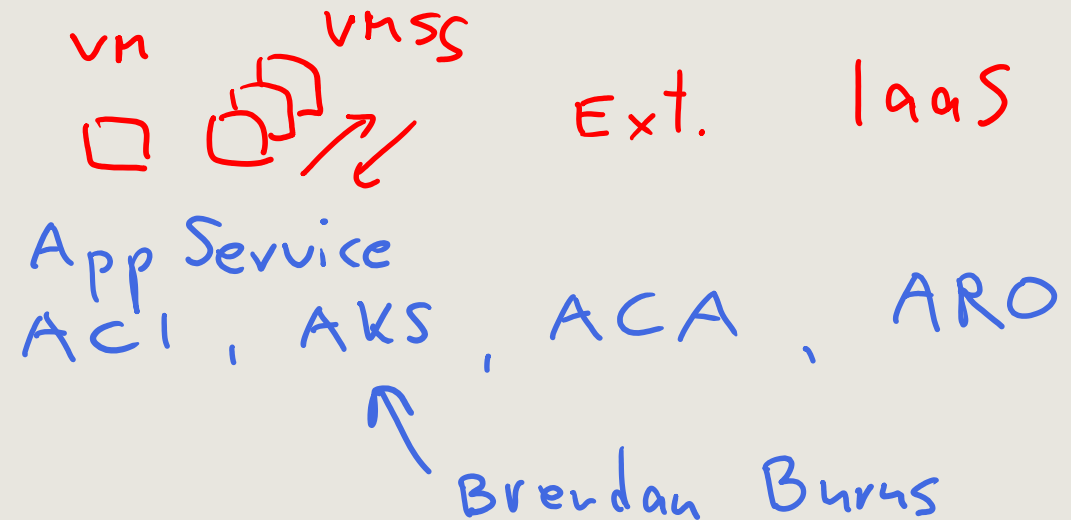 VM VMSS Ext. IaaS
App Service
ACI, AKS, ACA, ARO
Brendan Burns